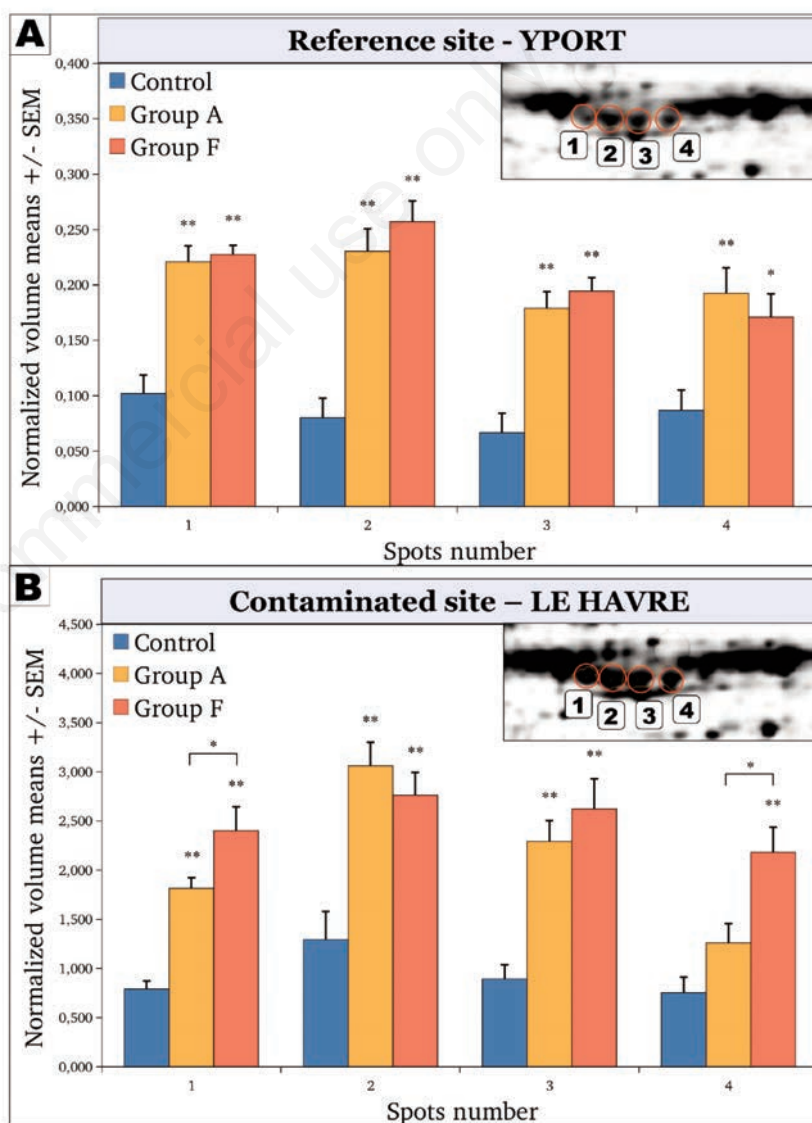 A
Reference site - YPORT
Normalized volume means +/- SEM
0,400
0,350
0,300
0,250
0,200
0,150
0,100
0,050
0,000
Control
Group A
Group F
1 2 3 4
** ** ** ** ** ** ** *
1 2 3 4
Spots number
B
Contaminated site – LE HAVRE
Normalized volume means +/- SEM
4,500
4,000
3,500
3,000
2,500
2,000
1,500
1,000
0,500
0,000
Control
Group A
Group F
1 2 3 4
* ** ** ** ** ** ** * **
1 2 3 4
Spots number
mmercial use only